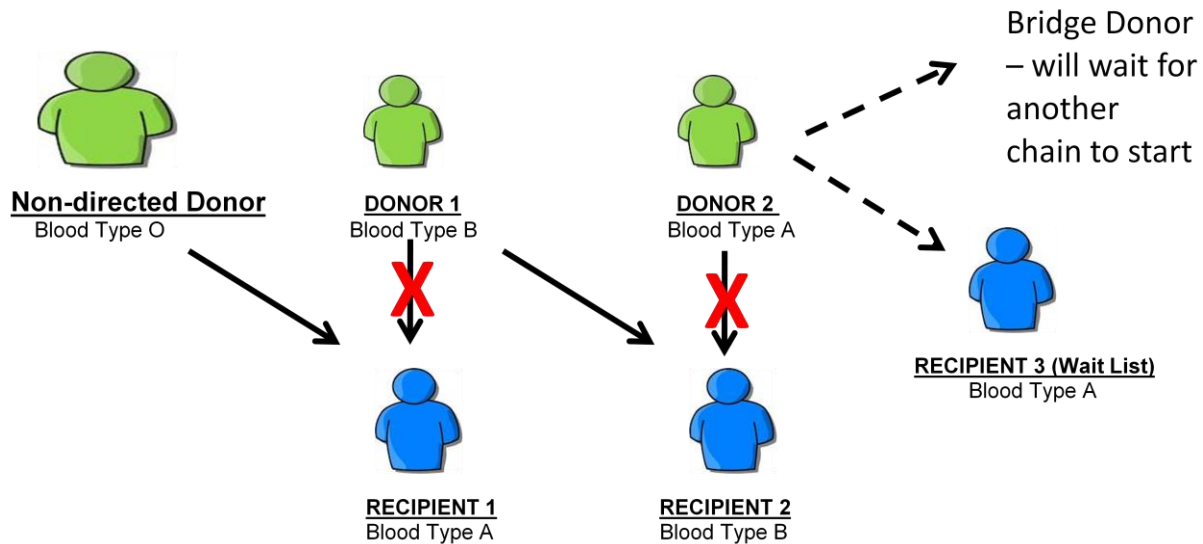 Bridge Donor
– will wait for
another
chain to start
Non-directed Donor
Blood Type O
DONOR 1
Blood Type B
DONOR 2
Blood Type A
X
X
RECIPIENT 3 (Wait List)
Blood Type A
RECIPIENT 1
Blood Type A
RECIPIENT 2
Blood Type B